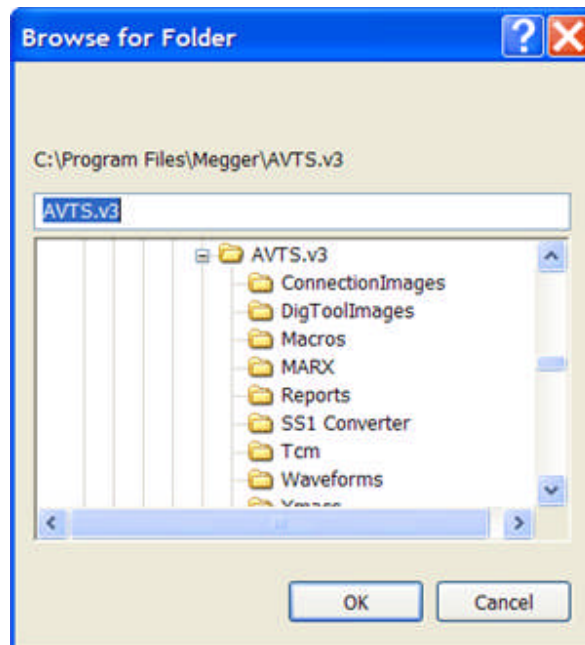 Browse for Folder
C:\Program Files\Megger\AVTS.v3
AVTS.v3
AVTS.v3
ConnectionImages
DigToolImages
Macros
MARX
Reports
SS1 Converter
Tcm
Waveforms
OK
Cancel